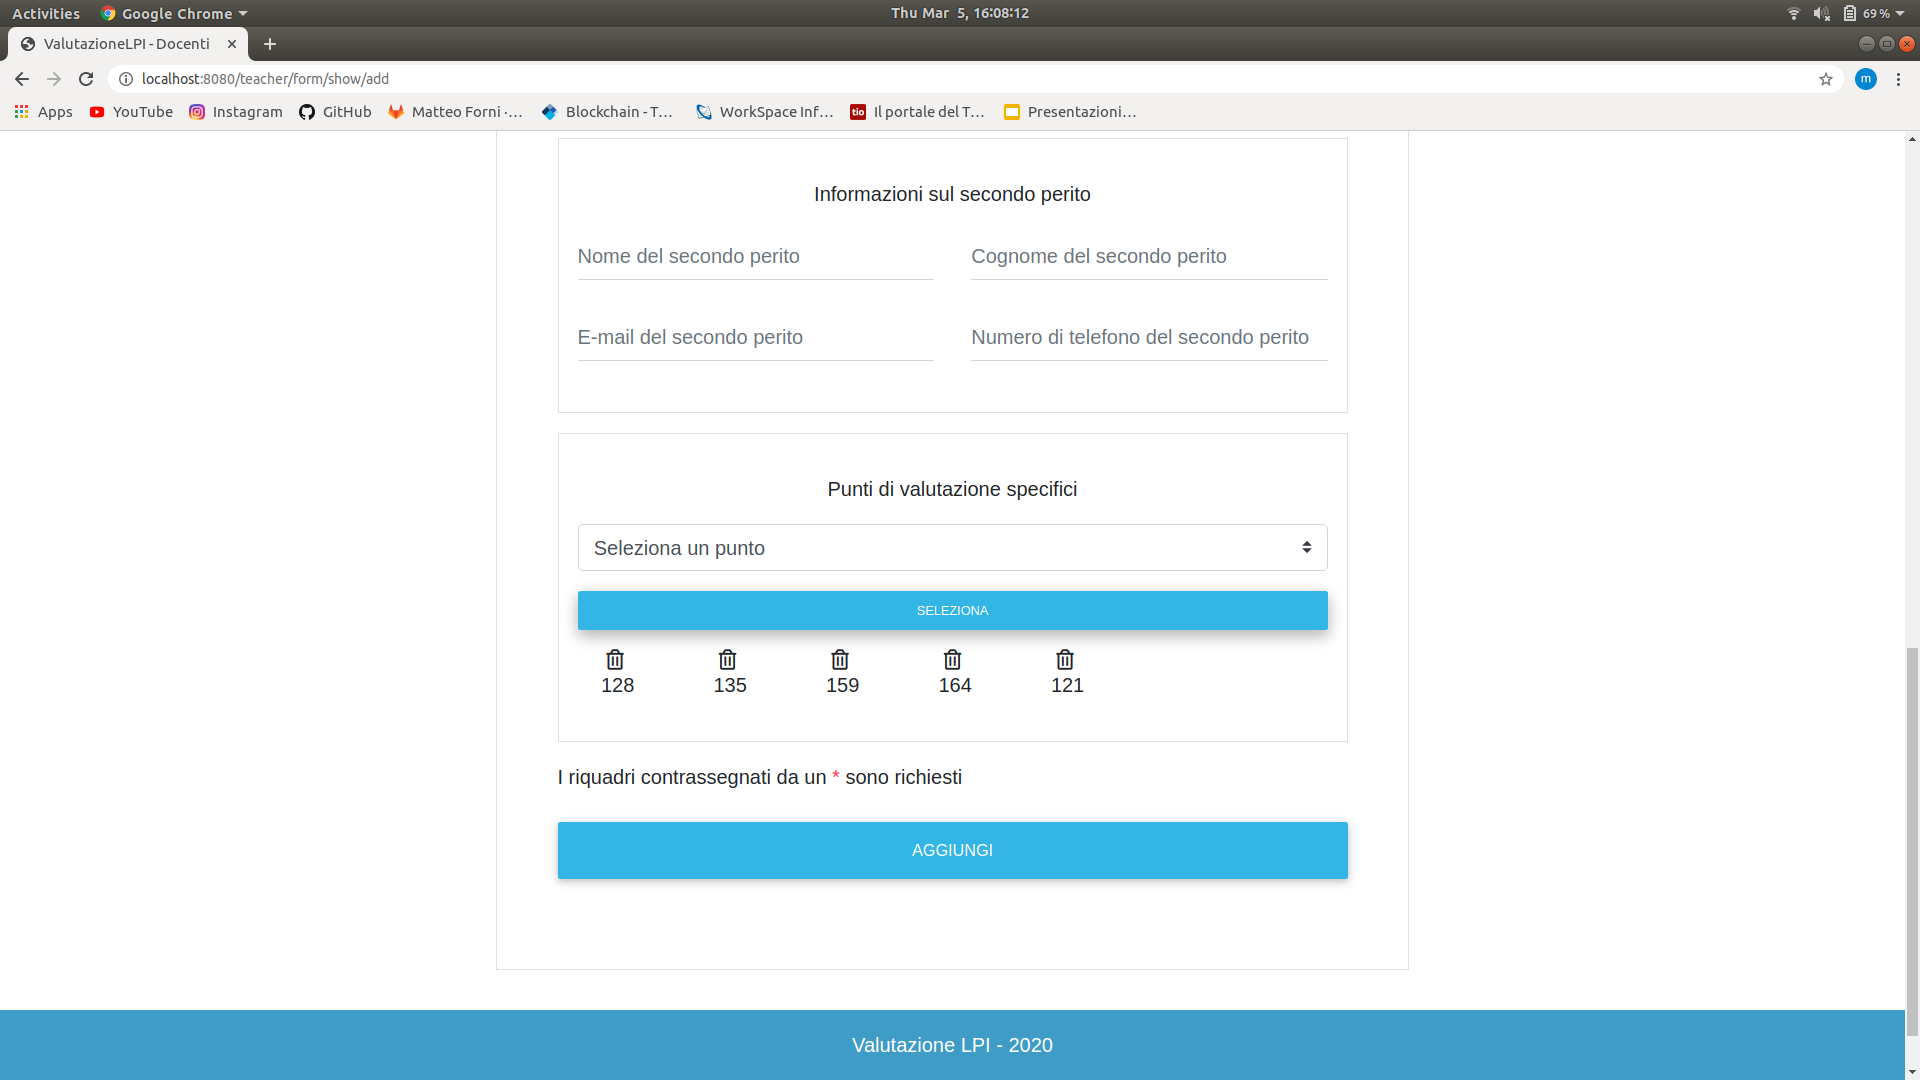 Activities Google Chrome Thu Mar 5, 16:08:12 69 %
ValutazioneLPI - Docenti
localhost:8080/teacher/form/show/add m
Apps YouTube Instagram GitHub Matteo Forni ·… Blockchain - T… WorkSpace Inf… tio Il portale del T… Presentazioni…
Informazioni sul secondo perito
Nome del secondo perito Cognome del secondo perito
E-mail del secondo perito Numero di telefono del secondo perito
Punti di valutazione specifici
Seleziona un punto
SELEZIONA
128 135 159 164 121
I riquadri contrassegnati da un * sono richiesti
AGGIUNGI
Valutazione LPI - 2020